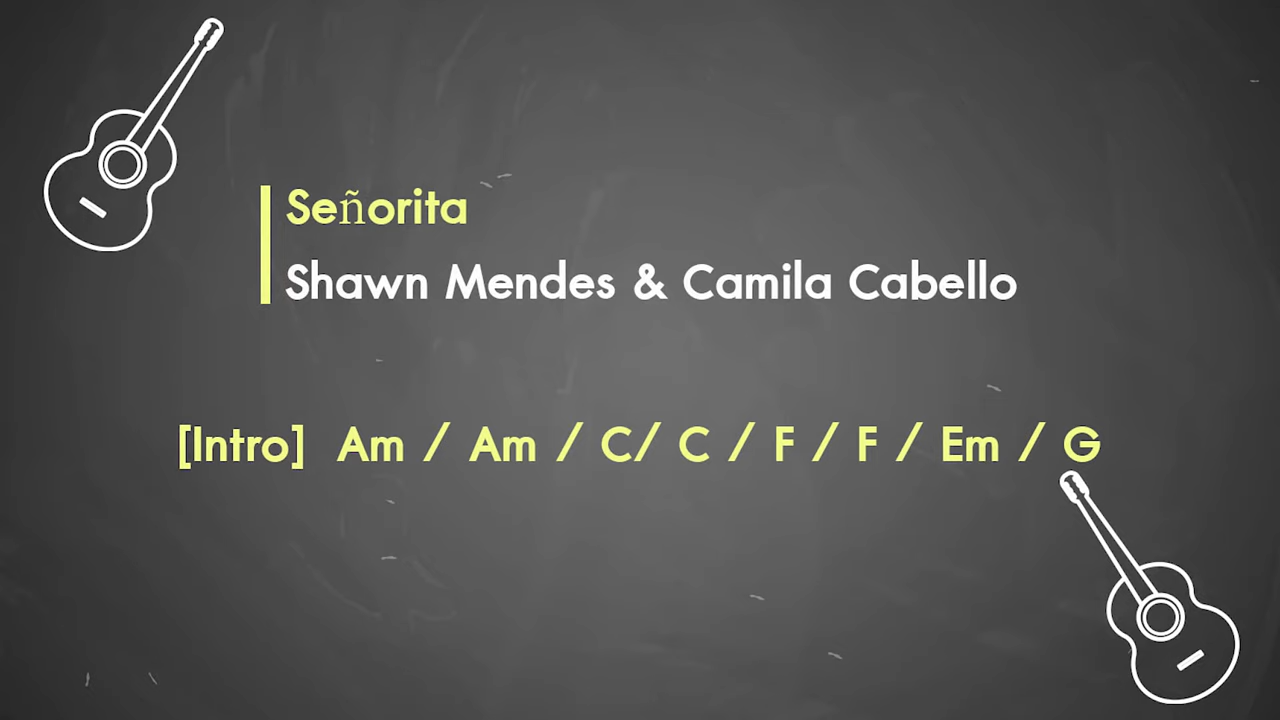 Señorita
Shawn Mendes & Camila Cabello
[Intro] Am / Am / C/ C / F / F / Em / G